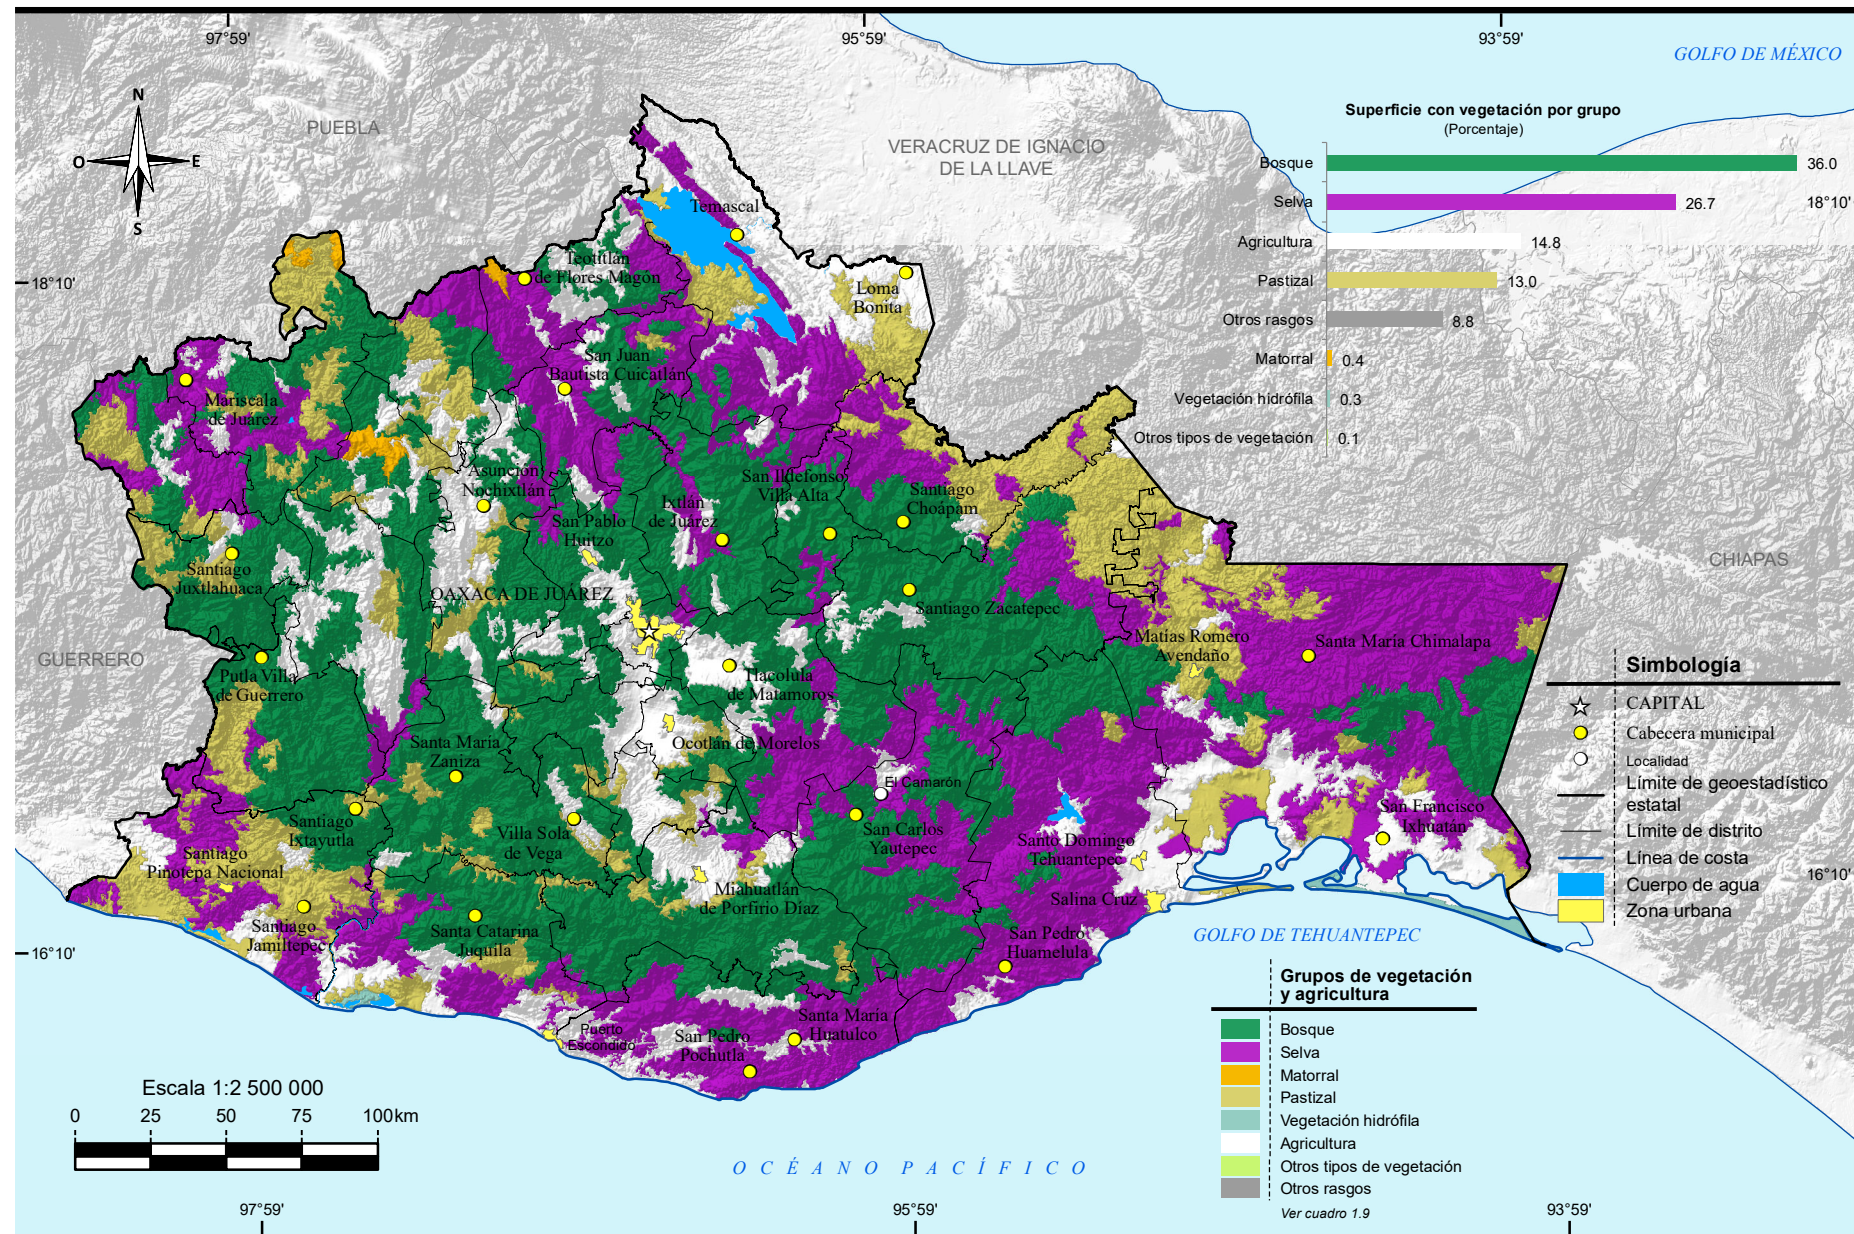 97°59'
95°59'
93°59'
GOLFO DE MÉXICO
N
O
E
S
PUEBLA
VERACRUZ DE IGNACIO
DE LA LLAVE
Superficie con vegetación por grupo
(Porcentaje)
Bosque
36.0
Selva
26.7
18°10'
Agricultura
14.8
Pastizal
13.0
Otros rasgos
8.8
Matorral
0.4
Vegetación hidrófila
0.3
Otros tipos de vegetación
0.1
18°10'
Temascal
Teotitlán
de Flores Magón
Loma
Bonita
San Juan
Bautista Cuicatlán
Mariscala
de Juárez
Asunción
Nochixtlán
San Ildefonso
Villa Alta
Ixtlán
de Juárez
Santiago
Choápam
San Pablo
Huitzo
Santiago
Juxtlahuaca
OAXACA DE JUÁREZ
Santiago Zacatepec
CHIAPAS
GUERRERO
Matías Romero
Avendaño
Santa María Chimalapa
Putla Villa
de Guerrero
Tlacolula
de Matamoros
Santa María
Zaniza
Ocotlán de Morelos
El Camarón
Santiago
Ixtayutla
Villa Sola
de Vega
San Carlos
Yautepec
San Francisco
Ixhuatán
Santo Domingo
Tehuantepec
Santiago
Pinotepa Nacional
Miahuatlán
de Porfirio Díaz
Salina Cruz
Santiago
Jamiltepec
Santa Catarina
Juquila
San Pedro
Huamelula
GOLFO DE TEHUANTEPEC
Santa María
Huatulco
Puerto
Escondido
San Pedro
Pochutla
Simbología
CAPITAL
Cabecera municipal
Localidad
Límite de geoestadístico
estatal
Límite de distrito
Línea de costa
Cuerpo de agua
Zona urbana
16°10'
16°10'
Grupos de vegetación
y agricultura
Bosque
Selva
Matorral
Pastizal
Vegetación hidrófila
Agricultura
Otros tipos de vegetación
Otros rasgos
Ver cuadro 1.9
Escala 1:2 500 000
0 25 50 75 100km
OCÉANO PACÍFICO
97°59'
95°59'
93°59'